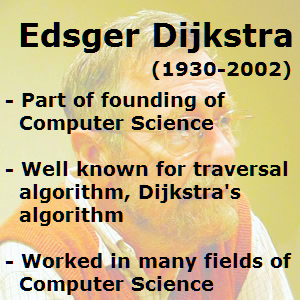 Edsger Dijkstra
(1930-2002)
- Part of founding of
Computer Science
- Well known for traversal
algorithm, Dijkstra's
algorithm
- Worked in many fields of
Computer Science